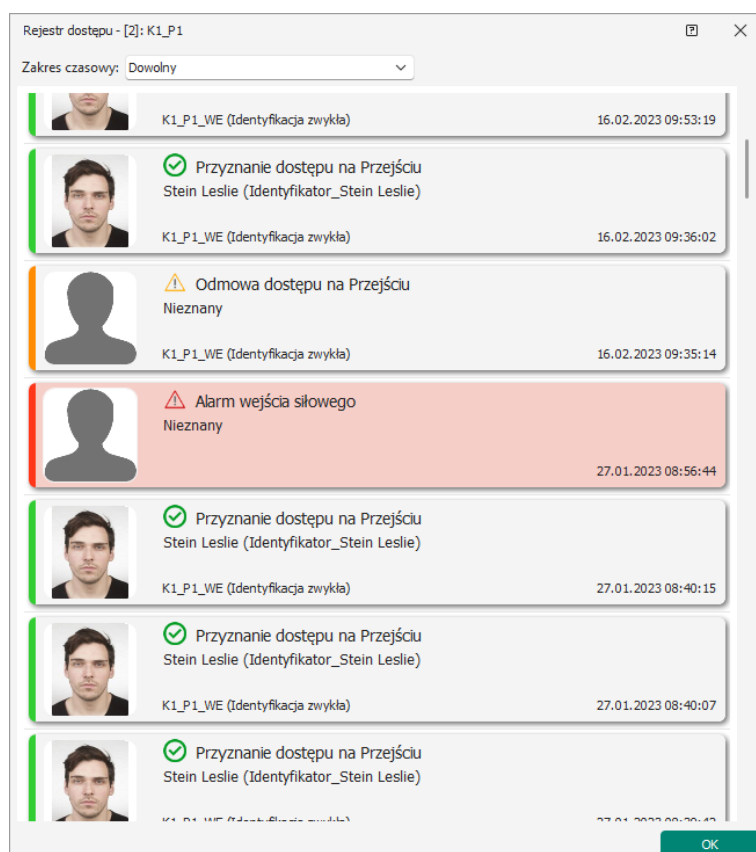 Rejestr dostępu - [2]: K1_P1
Zakres czasowy: Dowolny
K1_P1_WE (Identyfikacja zwykła) 16.02.2023 09:53:19
Przyznanie dostępu na Przejściu
Stein Leslie (Identyfikator_Stein Leslie)
K1_P1_WE (Identyfikacja zwykła) 16.02.2023 09:36:02
Odmowa dostępu na Przejściu
Nieznany
K1_P1_WE (Identyfikacja zwykła) 16.02.2023 09:35:14
Alarm wejścia siłowego
Nieznany
27.01.2023 08:56:44
Przyznanie dostępu na Przejściu
Stein Leslie (Identyfikator_Stein Leslie)
K1_P1_WE (Identyfikacja zwykła) 27.01.2023 08:40:15
Przyznanie dostępu na Przejściu
Stein Leslie (Identyfikator_Stein Leslie)
K1_P1_WE (Identyfikacja zwykła) 27.01.2023 08:40:07
Przyznanie dostępu na Przejściu
Stein Leslie (Identyfikator_Stein Leslie)
OK